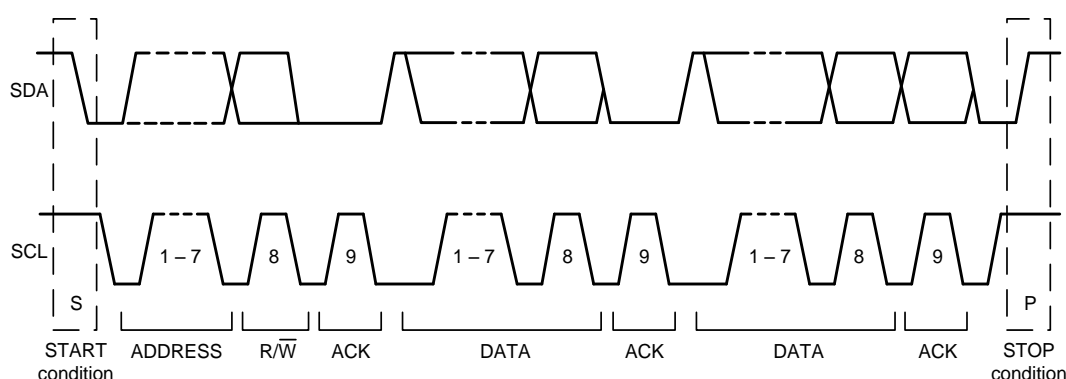 SDA
SCL
1 – 7
8
9
1 – 7
8
9
1 – 7
8
9
S
P
START
condition
ADDRESS
R/W̅
ACK
DATA
ACK
DATA
ACK
STOP
condition